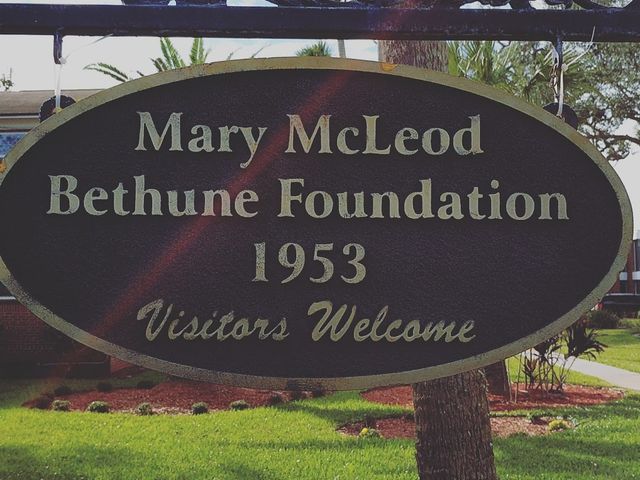 Mary McLeod
Bethune Foundation
1953
Visitors Welcome